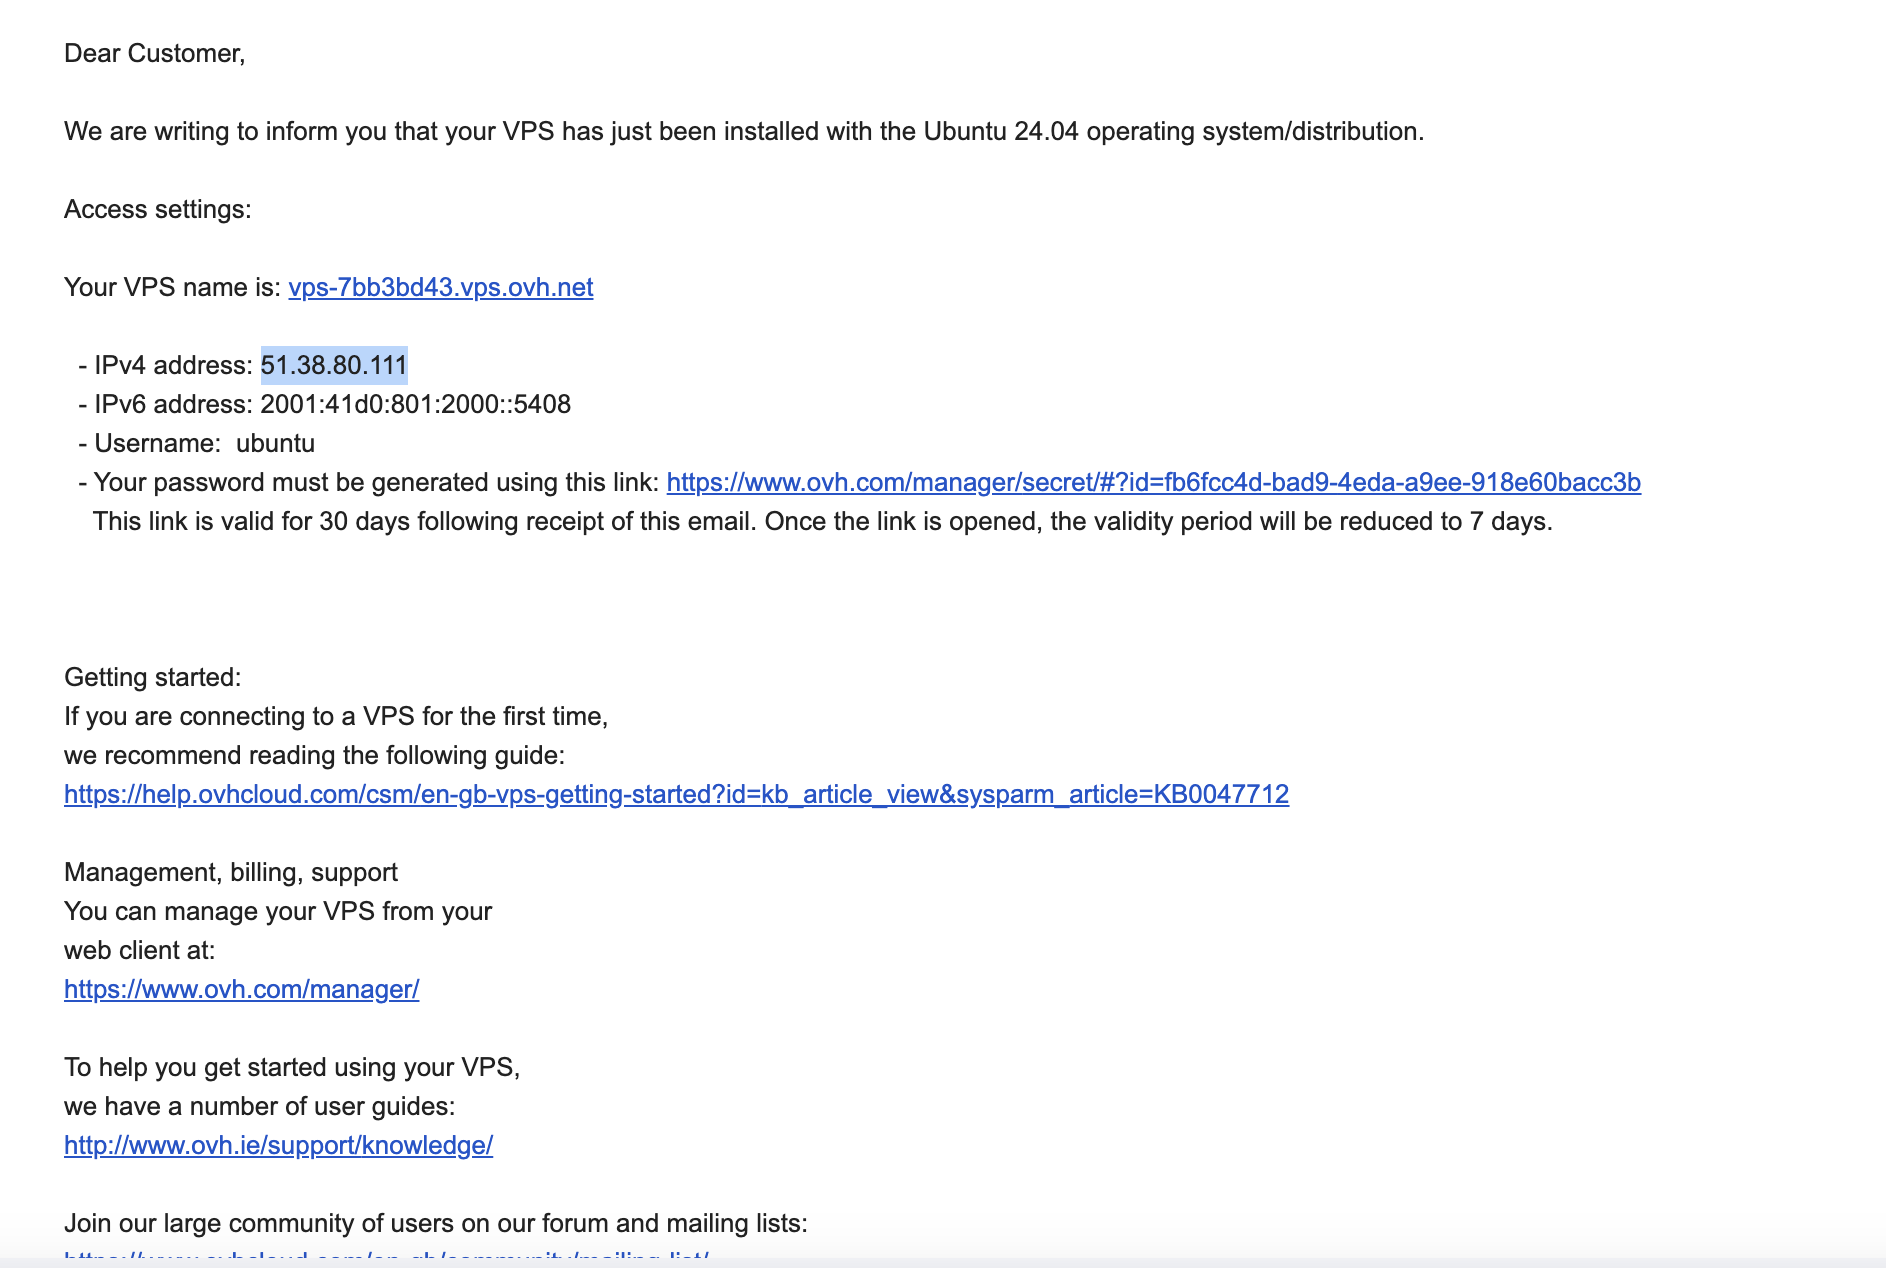 Dear Customer,
We are writing to inform you that your VPS has just been installed with the Ubuntu 24.04 operating system/distribution.
Access settings:
Your VPS name is: vps-7bb3bd43.vps.ovh.net
- IPv4 address: 51.38.80.111
- IPv6 address: 2001:41d0:801:2000::5408
- Username:  ubuntu
- Your password must be generated using this link: https://www.ovh.com/manager/secret/#?id=fb6fcc4d-bad9-4eda-a9ee-918e60bacc3b
This link is valid for 30 days following receipt of this email. Once the link is opened, the validity period will be reduced to 7 days.
Getting started:
If you are connecting to a VPS for the first time,
we recommend reading the following guide:
https://help.ovhcloud.com/csm/en-gb-vps-getting-started?id=kb_article_view&sysparm_article=KB0047712
Management, billing, support
You can manage your VPS from your
web client at:
https://www.ovh.com/manager/
To help you get started using your VPS,
we have a number of user guides:
http://www.ovh.ie/support/knowledge/
Join our large community of users on our forum and mailing lists:
https://www.ovhcloud.com/en-gb/community/mailing-list/